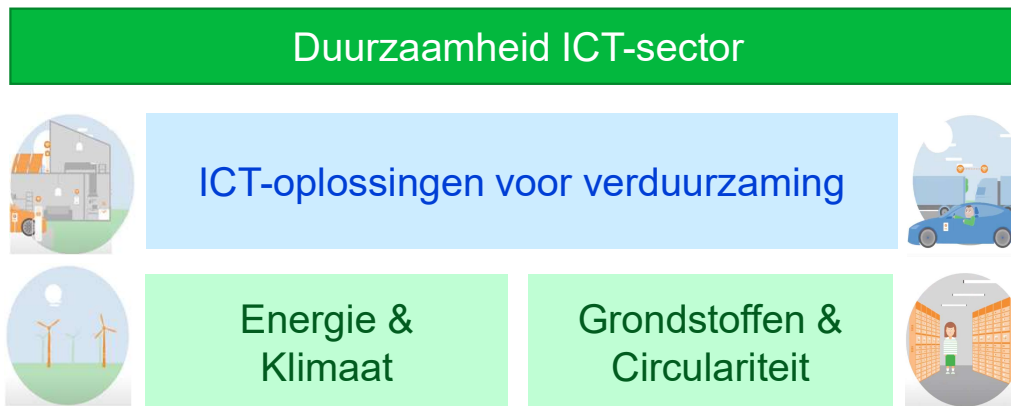 Duurzaamheid ICT-sector
ICT-oplossingen voor verduurzaming
Energie &
Klimaat
Grondstoffen &
Circulariteit